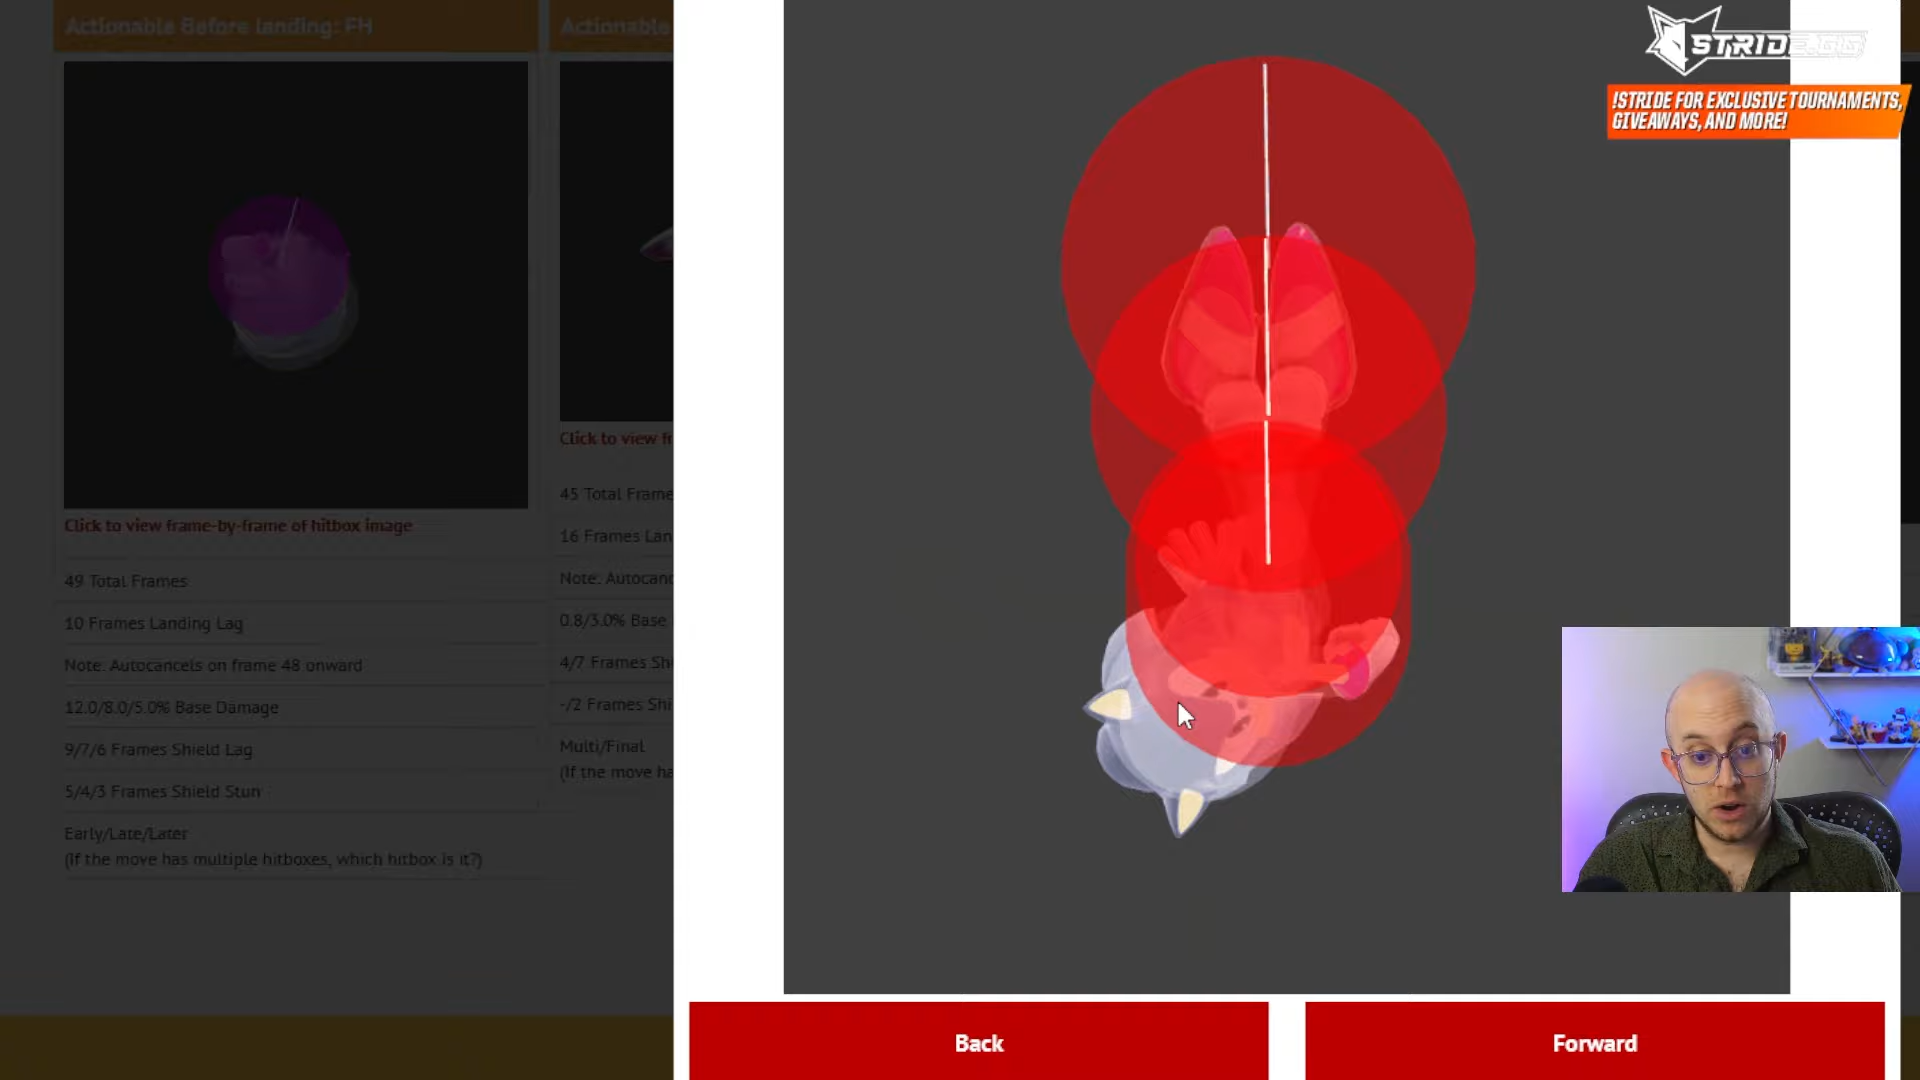 Actionable Before landing: FH
Actionable
STRIDE.GG
!STRIDE FOR EXCLUSIVE TOURNAMENTS,
GIVEAWAYS, AND MORE!
Click to view frame-by-frame of hitbox image
49 Total Frames
10 Frames Landing Lag
Note: Autocancels on frame 48 onward
12.0/8.0/5.0% Base Damage
9/7/6 Frames Shield Lag
5/4/3 Frames Shield Stun
Early/Late/Later
(If the move has multiple hitboxes, which hitbox is it?)
Click to view fr
45 Total Frame
16 Frames Lan
Note: Autocanc
0.8/3.0% Base
4/7 Frames Sh
-/2 Frames Shi
Multi/Final
(If the move ha
Back
Forward